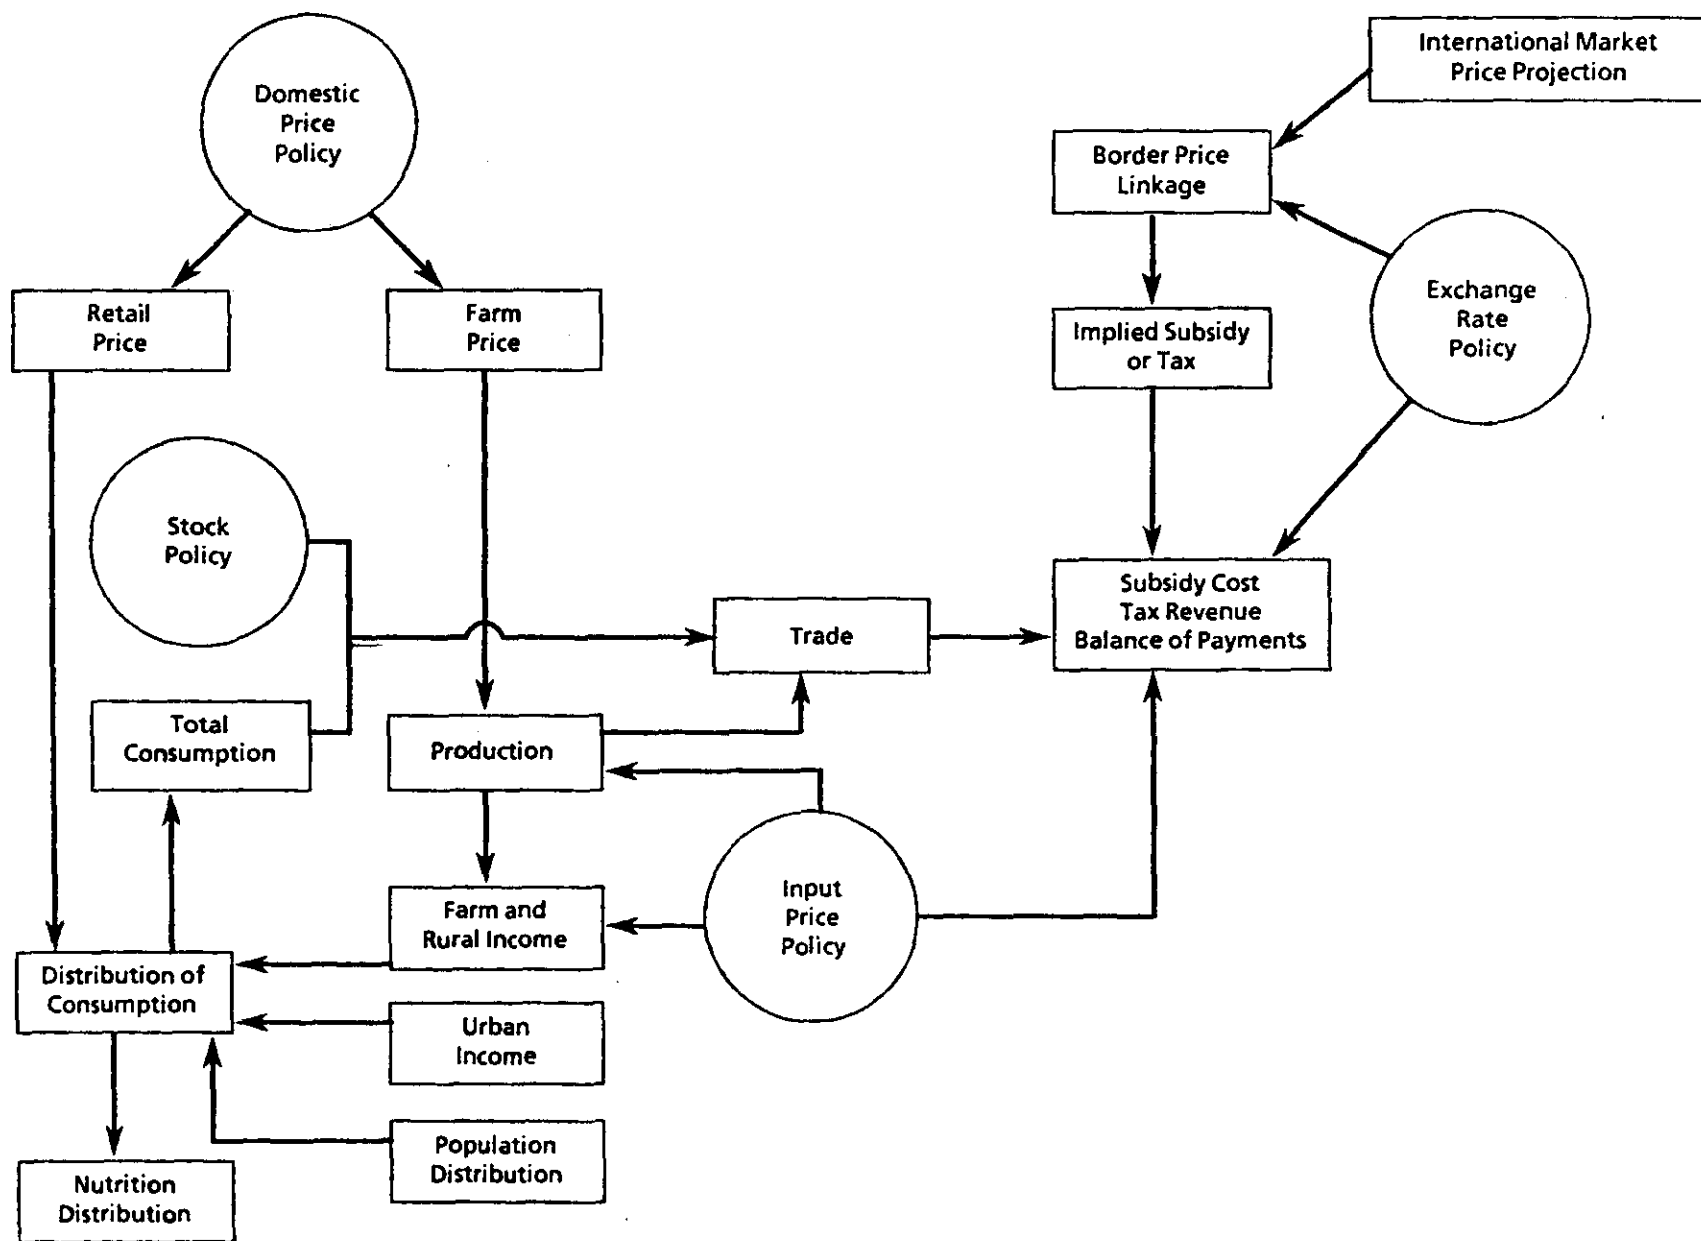 Domestic
Price
Policy
International Market
Price Projection
Border Price
Linkage
Retail
Price
Farm
Price
Implied Subsidy
or Tax
Exchange
Rate
Policy
Stock
Policy
Trade
Subsidy Cost
Tax Revenue
Balance of Payments
Total
Consumption
Production
Farm and
Rural Income
Input
Price
Policy
Distribution of
Consumption
Urban
Income
Population
Distribution
Nutrition
Distribution